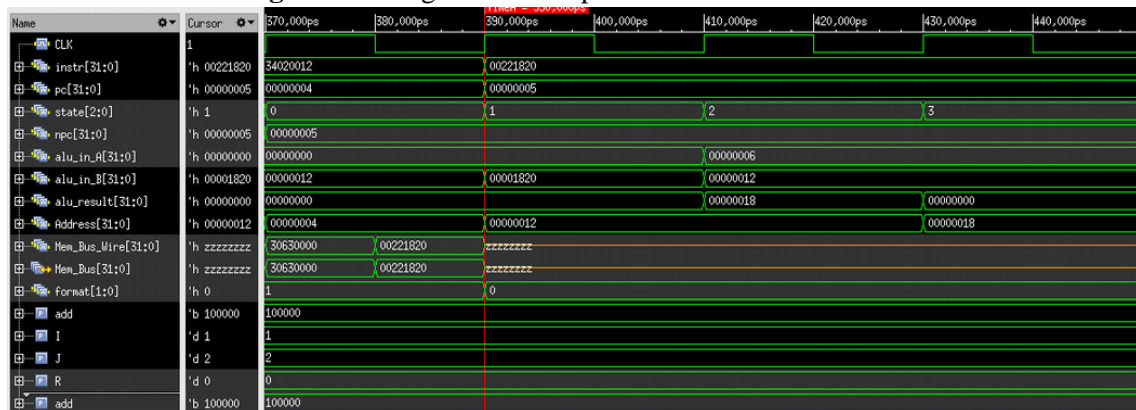 TimeA = 390,000ps
Name Cursor 370,000ps 380,000ps 390,000ps 400,000ps 410,000ps 420,000ps 430,000ps 440,000ps
CLK 1
instr[31:0] 'h 00221820 34020012 00221820
pc[31:0] 'h 00000005 00000004 00000005
state[2:0] 'h 1 0 1 2 3
npc[31:0] 'h 00000005 00000005
alu_in_A[31:0] 'h 00000000 00000000 00000006
alu_in_B[31:0] 'h 00001820 00000012 00001820 00000012
alu_result[31:0] 'h 00000000 00000000 00000018 00000000
Address[31:0] 'h 00000012 00000004 00000012 00000018
Mem_Bus_Wire[31:0] 'h zzzzzzzz 30630000 00221820 zzzzzzzz
Mem_Bus[31:0] 'h zzzzzzzz 30630000 00221820 zzzzzzzz
format[1:0] 'h 0 1 0
add 'b 100000 100000
I 'd 1 1
J 'd 2 2
R 'd 0 0
add 'b 100000 100000